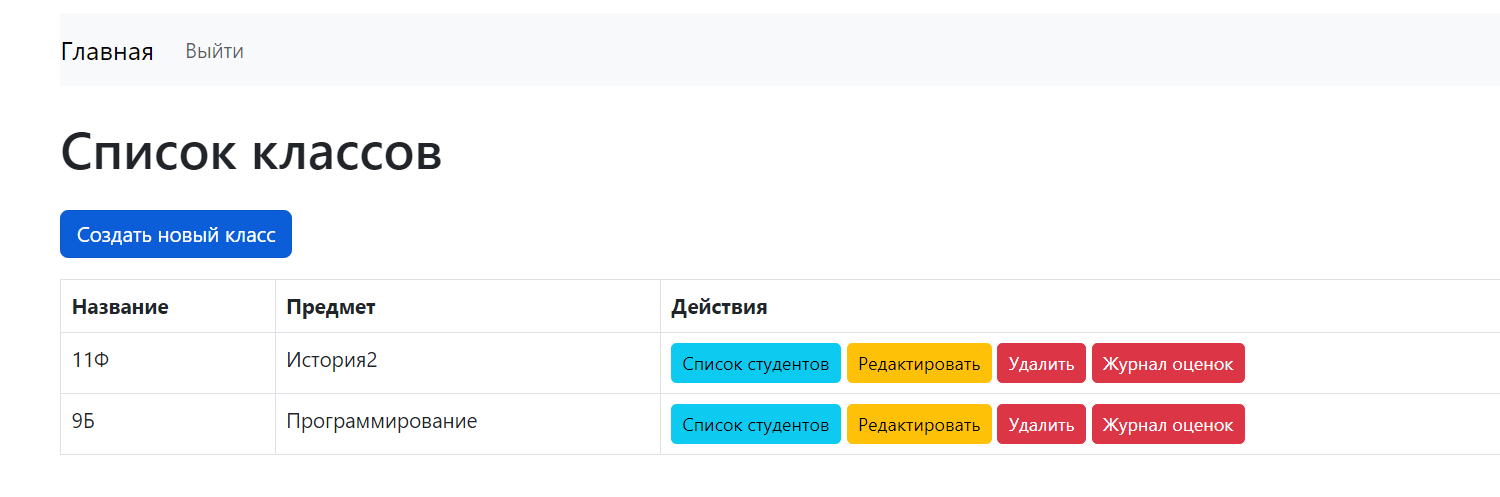 Главная Выйти
Список классов
Создать новый класс
Название Предмет Действия
11Ф История2 Список студентов Редактировать Удалить Журнал оценок
9Б Программирование Список студентов Редактировать Удалить Журнал оценок